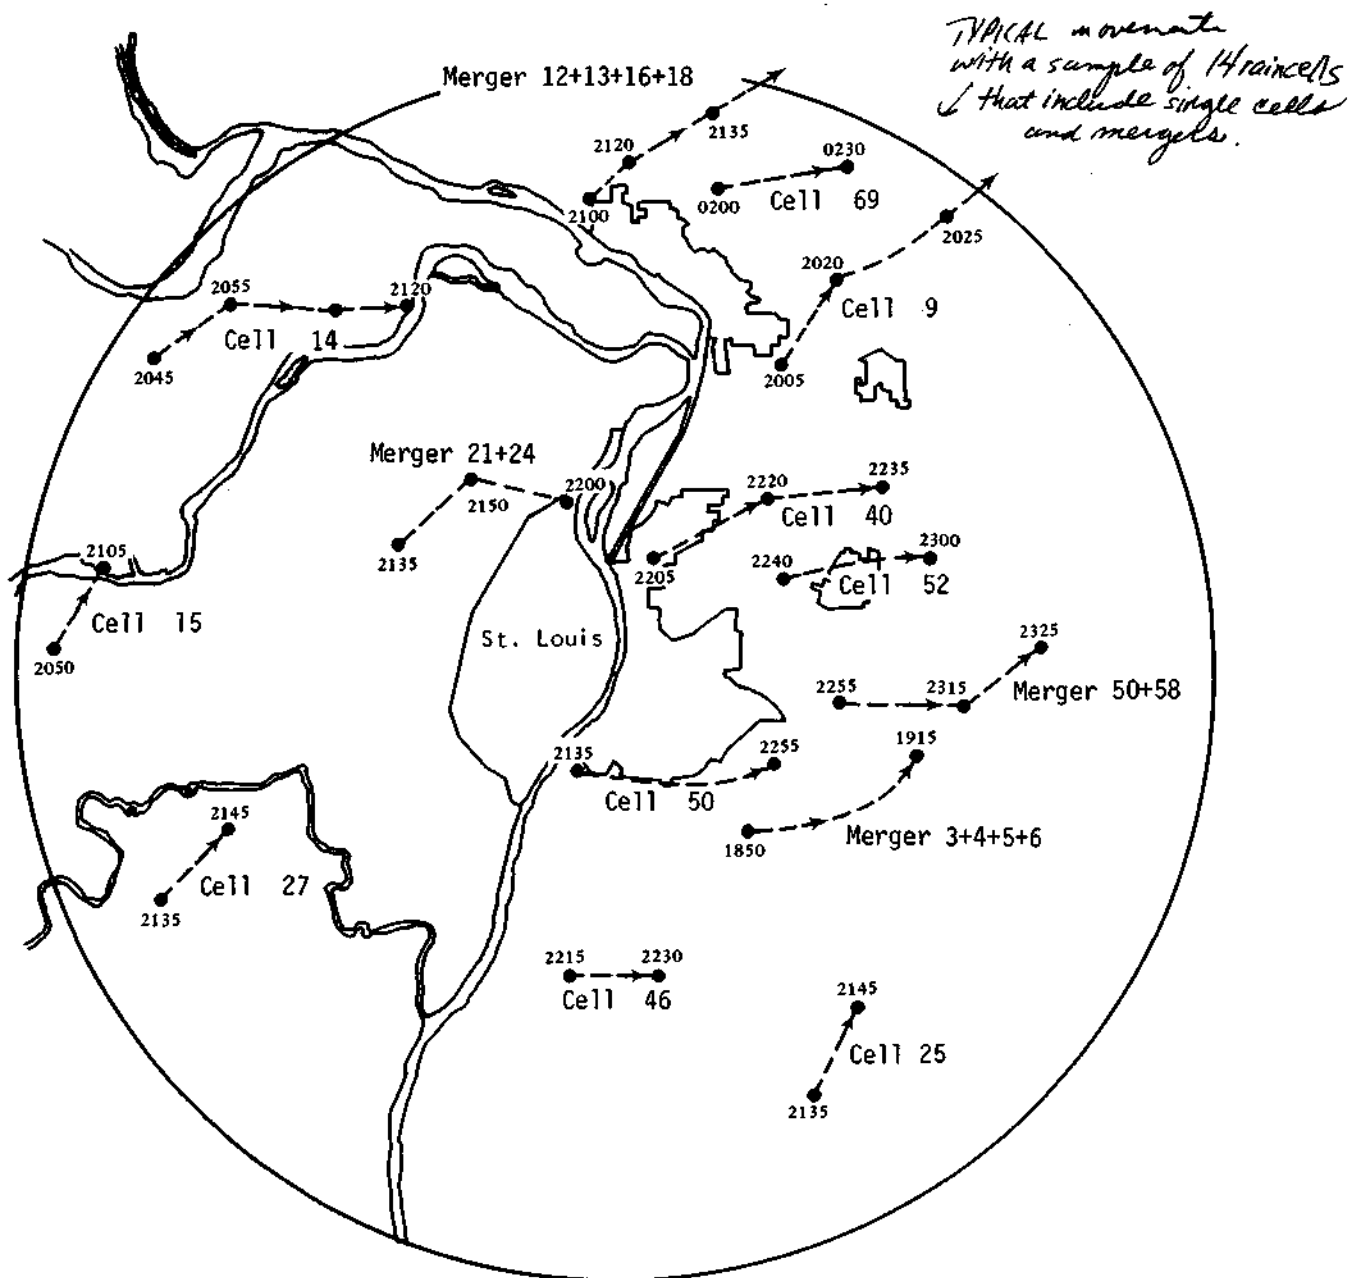 TYPICAL movements
with a sample of 14 raincells
↓ that include single cells
and mergers.
Merger 12+13+16+18
2135
2120
2100
0230
0200
Cell 69
2025
2020
Cell 9
2005
2055
2120
Cell 14
2045
Merger 21+24
2200
2150
2135
2220
2235
Cell 40
2205
2240
2300
Cell 52
2105
Cell 15
2050
St. Louis
2325
2255
2315
Merger 50+58
1915
2135
2255
Cell 50
1850
Merger 3+4+5+6
2145
Cell 27
2135
2215
2230
Cell 46
2145
Cell 25
2135